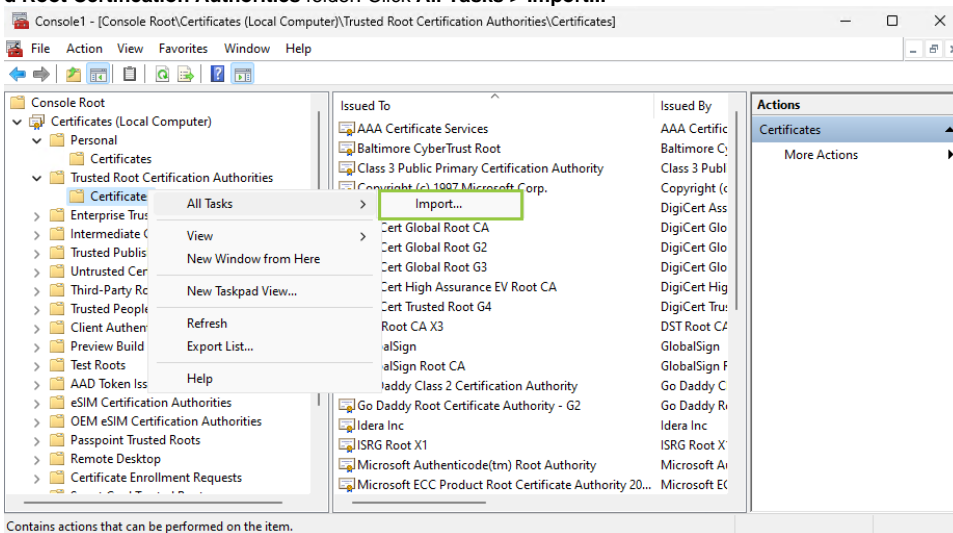 d Root Certification Authorities folder. Click All Tasks > Import...
Console1 - [Console Root\Certificates (Local Computer)\Trusted Root Certification Authorities\Certificates]
File Action View Favorites Window Help
Console Root
Certificates (Local Computer)
Personal
Certificates
Trusted Root Certification Authorities
Certificate
Enterprise Trus
Intermediate C
Trusted Publis
Untrusted Cer
Third-Party Ro
Trusted People
Client Authen
Preview Build
Test Roots
AAD Token Iss
eSIM Certification Authorities
OEM eSIM Certification Authorities
Passpoint Trusted Roots
Remote Desktop
Certificate Enrollment Requests
All Tasks
Import...
View
New Window from Here
New Taskpad View...
Refresh
Export List...
Help
Issued To Issued By
AAA Certificate Services AAA Certific
Baltimore CyberTrust Root Baltimore Cy
Class 3 Public Primary Certification Authority Class 3 Publ
Copyright (c) 1997 Microsoft Corp. Copyright (c
DigiCert Ass
Cert Global Root CA DigiCert Glo
Cert Global Root G2 DigiCert Glo
Cert Global Root G3 DigiCert Glo
Cert High Assurance EV Root CA DigiCert Hig
Cert Trusted Root G4 DigiCert Trus
Root CA X3 DST Root CA
alSign GlobalSign
alSign Root CA GlobalSign R
Daddy Class 2 Certification Authority Go Daddy C
Go Daddy Root Certificate Authority - G2 Go Daddy Ro
Idera Inc Idera Inc
ISRG Root X1 ISRG Root X
Microsoft Authenticode(tm) Root Authority Microsoft Au
Microsoft ECC Product Root Certificate Authority 20... Microsoft EC
Actions
Certificates
More Actions
Contains actions that can be performed on the item.